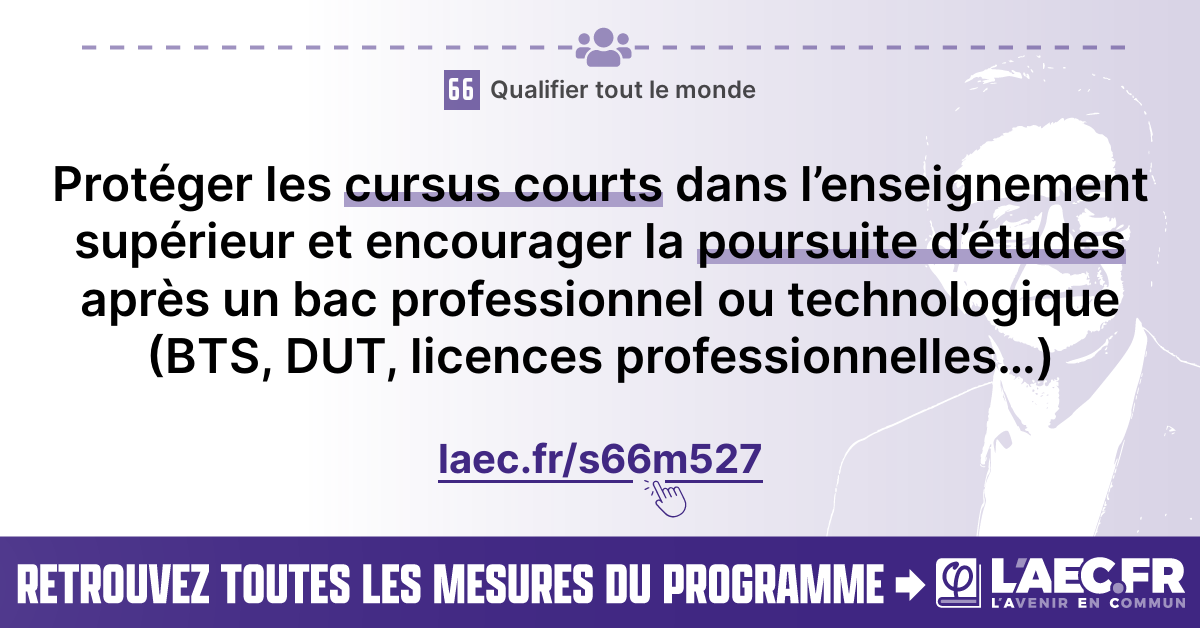 66 Qualifier tout le monde
Protéger les cursus courts dans l’enseignement
supérieur et encourager la poursuite d’études
après un bac professionnel ou technologique
(BTS, DUT, licences professionnelles...)
laec.fr/s66m527
RETROUVEZ TOUTES LES MESURES DU PROGRAMME
φ L'AEC.FR
L'AVENIR EN COMMUN